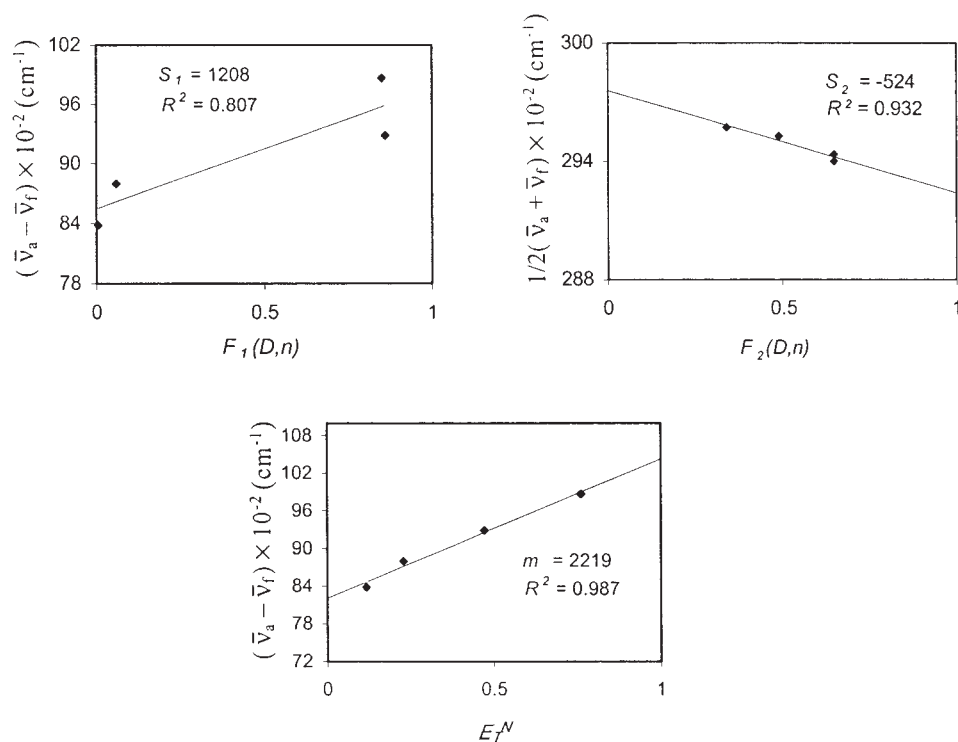 102
96
90
84
78
(ν̄a − ν̄f) × 10⁻² (cm⁻¹)
S₁ = 1208
R² = 0.807
0 0.5 1
F₁(D,n)
300
294
288
1/2(ν̄a + ν̄f) × 10⁻² (cm⁻¹)
S₂ = -524
R² = 0.932
0 0.5 1
F₂(D,n)
108
102
96
90
84
78
72
(ν̄a − ν̄f) × 10⁻² (cm⁻¹)
m = 2219
R² = 0.987
0 0.5 1
E_T^N